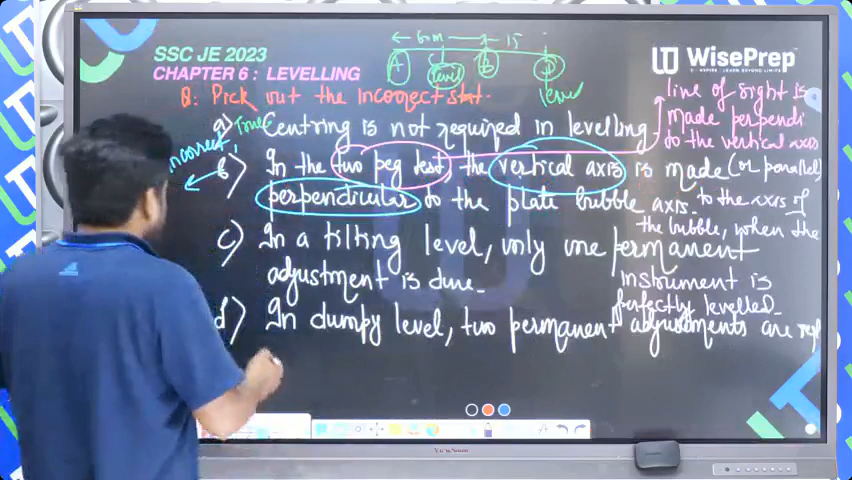 SSC JE 2023
CHAPTER 6 : LEVELLING
WisePrep
← 60m → 15
A level B
level
Q: Pick out the incorrect stmt.
line of sight is
made perpendi
to the vertical axis
a) True Centring is not required in levelling
incorrect
b) In the two peg test the vertical axis is made (or parallel)
perpendicular to the plate bubble axis. to the axis of
the bubble, when the
instrument is
perfectly levelled.
c) In a tilting level, only one permanent
adjustment is done.
d) In dumpy level, two permanent adjustments are
ViewSonic